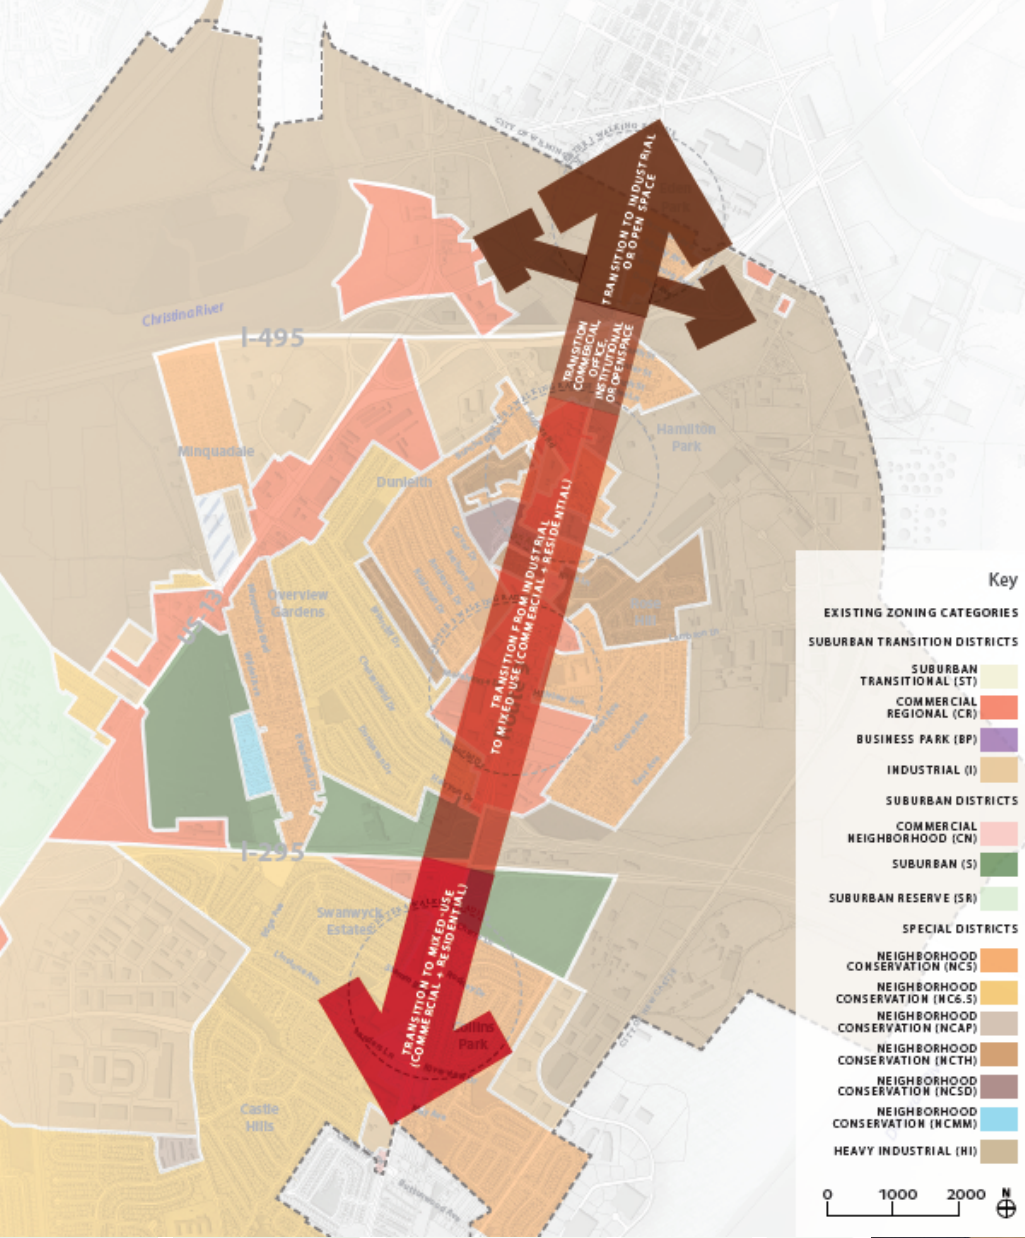 TRANSITION TO INDUSTRIAL
OR OPEN SPACE
TRANSITION
COMMERCIAL,
OFFICE,
INSTITUTIONAL
OR OPENSPACE
Christina River
I-495
Minquadale
Dunleith
Hamilton
Park
TRANSITION FROM INDUSTRIAL
TO MIXED-USE (COMMERCIAL + RESIDENTIAL)
Overview
Gardens
US 13
I-295
Swanwyck
Estates
TRANSITION TO MIXED-USE
(COMMERCIAL + RESIDENTIAL)
Collins
Park
Castle
Hills
Buttonwood Ave
Key
EXISTING ZONING CATEGORIES
SUBURBAN TRANSITION DISTRICTS
SUBURBAN
TRANSITIONAL (ST)
COMMERCIAL
REGIONAL (CR)
BUSINESS PARK (BP)
INDUSTRIAL (I)
SUBURBAN DISTRICTS
COMMERCIAL
NEIGHBORHOOD (CN)
SUBURBAN (S)
SUBURBAN RESERVE (SR)
SPECIAL DISTRICTS
NEIGHBORHOOD
CONSERVATION (NC5)
NEIGHBORHOOD
CONSERVATION (NC6.5)
NEIGHBORHOOD
CONSERVATION (NCAP)
NEIGHBORHOOD
CONSERVATION (NCTH)
NEIGHBORHOOD
CONSERVATION (NCSD)
NEIGHBORHOOD
CONSERVATION (NCMM)
HEAVY INDUSTRIAL (HI)
0 1000 2000 N